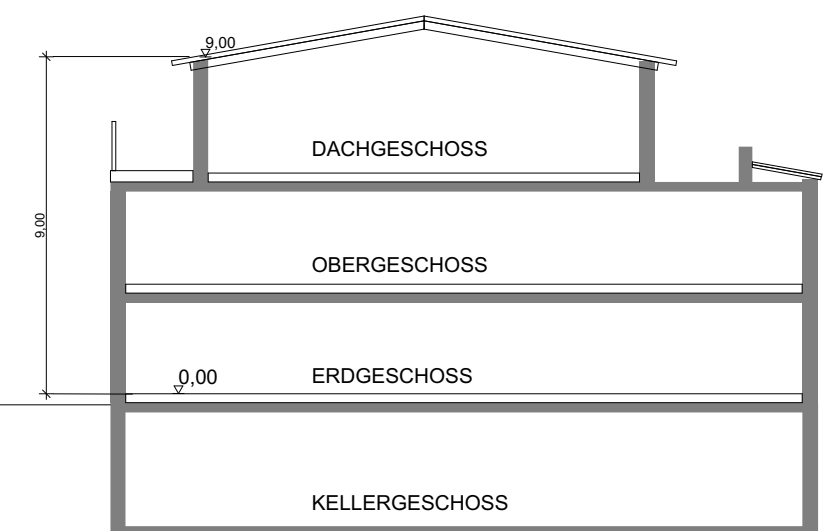 9,00
DACHGESCHOSS
9,00
OBERGESCHOSS
0,00
ERDGESCHOSS
KELLERGESCHOSS